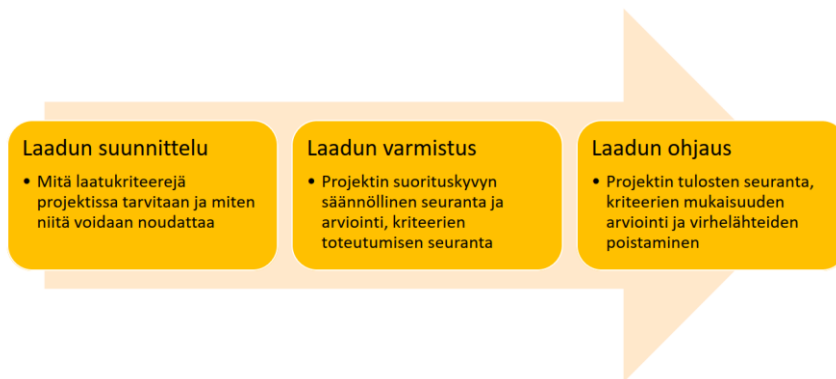 Laadun suunnittelu
• Mitä laatukriteerejä
projektissa tarvitaan ja miten
niitä voidaan noudattaa
Laadun varmistus
• Projektin suorituskyvyn
säännöllinen seuranta ja
arviointi, kriteerien
toteutumisen seuranta
Laadun ohjaus
• Projektin tulosten seuranta,
kriteerien mukaisuuden
arviointi ja virhelähteiden
poistaminen